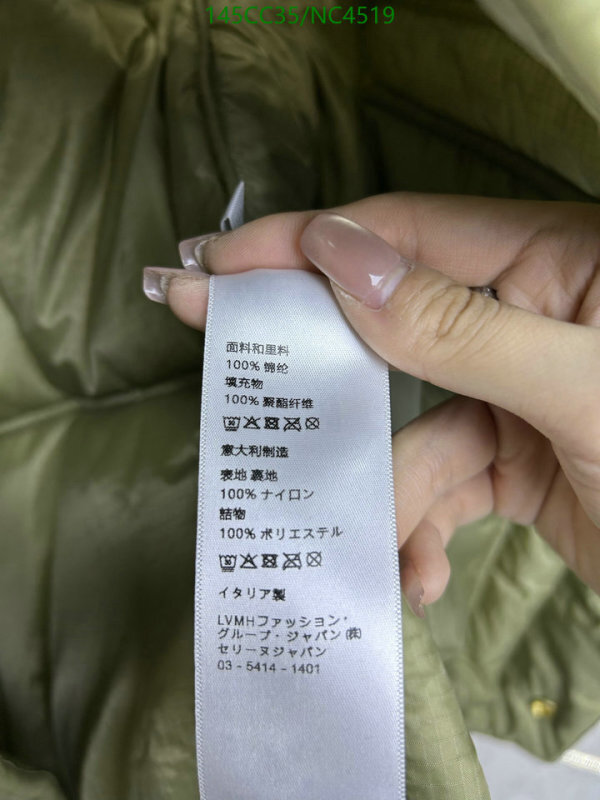 145CC35/NC4519
面料和里料
100% 锦纶
填充物
100% 聚酯纤维
意大利制造
表地 裏地
100% ナイロン
詰物
100% ポリエステル
イタリア製
LVMHファッション・
グループ・ジャパン (株)
セリーヌジャパン
03 - 5414 - 1401